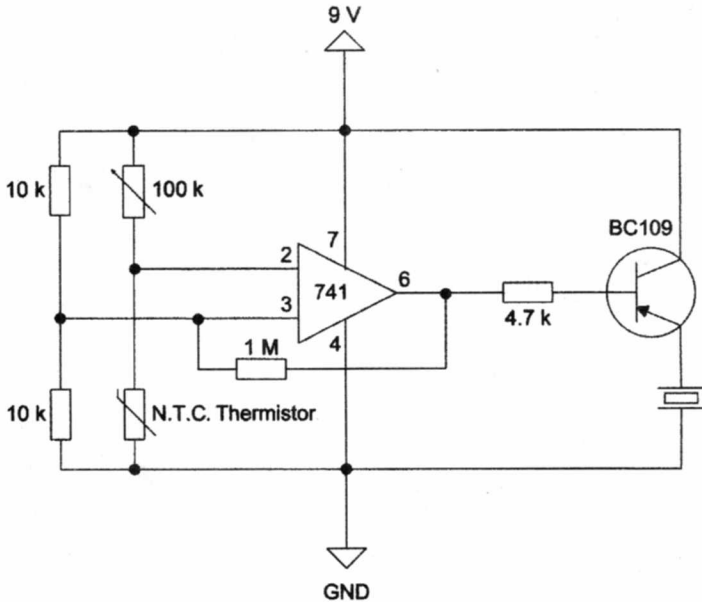 9 V
10 k
100 k
BC109
7
2
741
6
3
4.7 k
4
1 M
10 k
N.T.C. Thermistor
GND